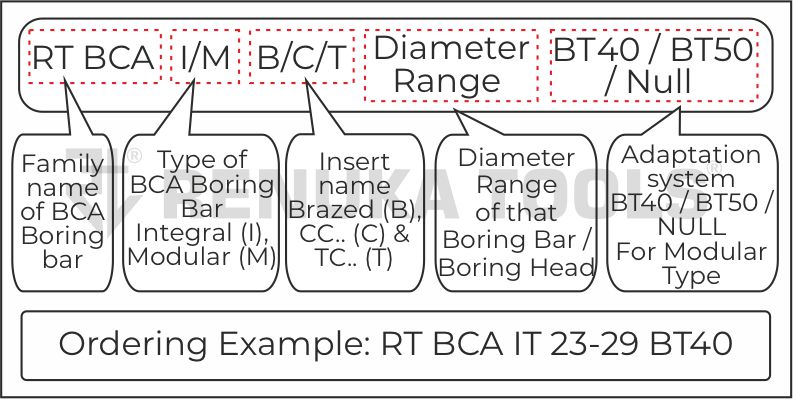 RT BCA I/M B/C/T Diameter Range BT40 / BT50 / Null
Family
name
of BCA
Boring
bar
Type of
BCA Boring
Bar
Integral (I),
Modular (M)
Insert
name
Brazed (B),
CC.. (C) &
TC.. (T)
Diameter
Range
of that
Boring Bar /
Boring Head
Adaptation
system
BT40 / BT50 /
NULL
For Modular
Type
RENUKA TOOLS
®
®
Ordering Example: RT BCA IT 23-29 BT40